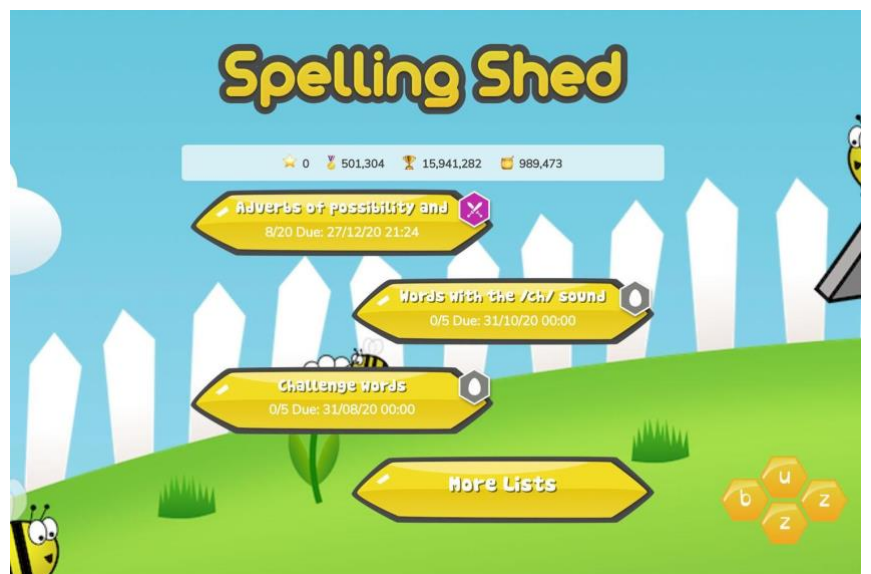 Spelling Shed
0 501,304 15,941,282 989,473
Adverbs of possibility and
8/20 Due: 27/12/20 21:24
Words with the /ch/ sound
0/5 Due: 31/10/20 00:00
Challenge words
0/5 Due: 31/08/20 00:00
More Lists
b u z z